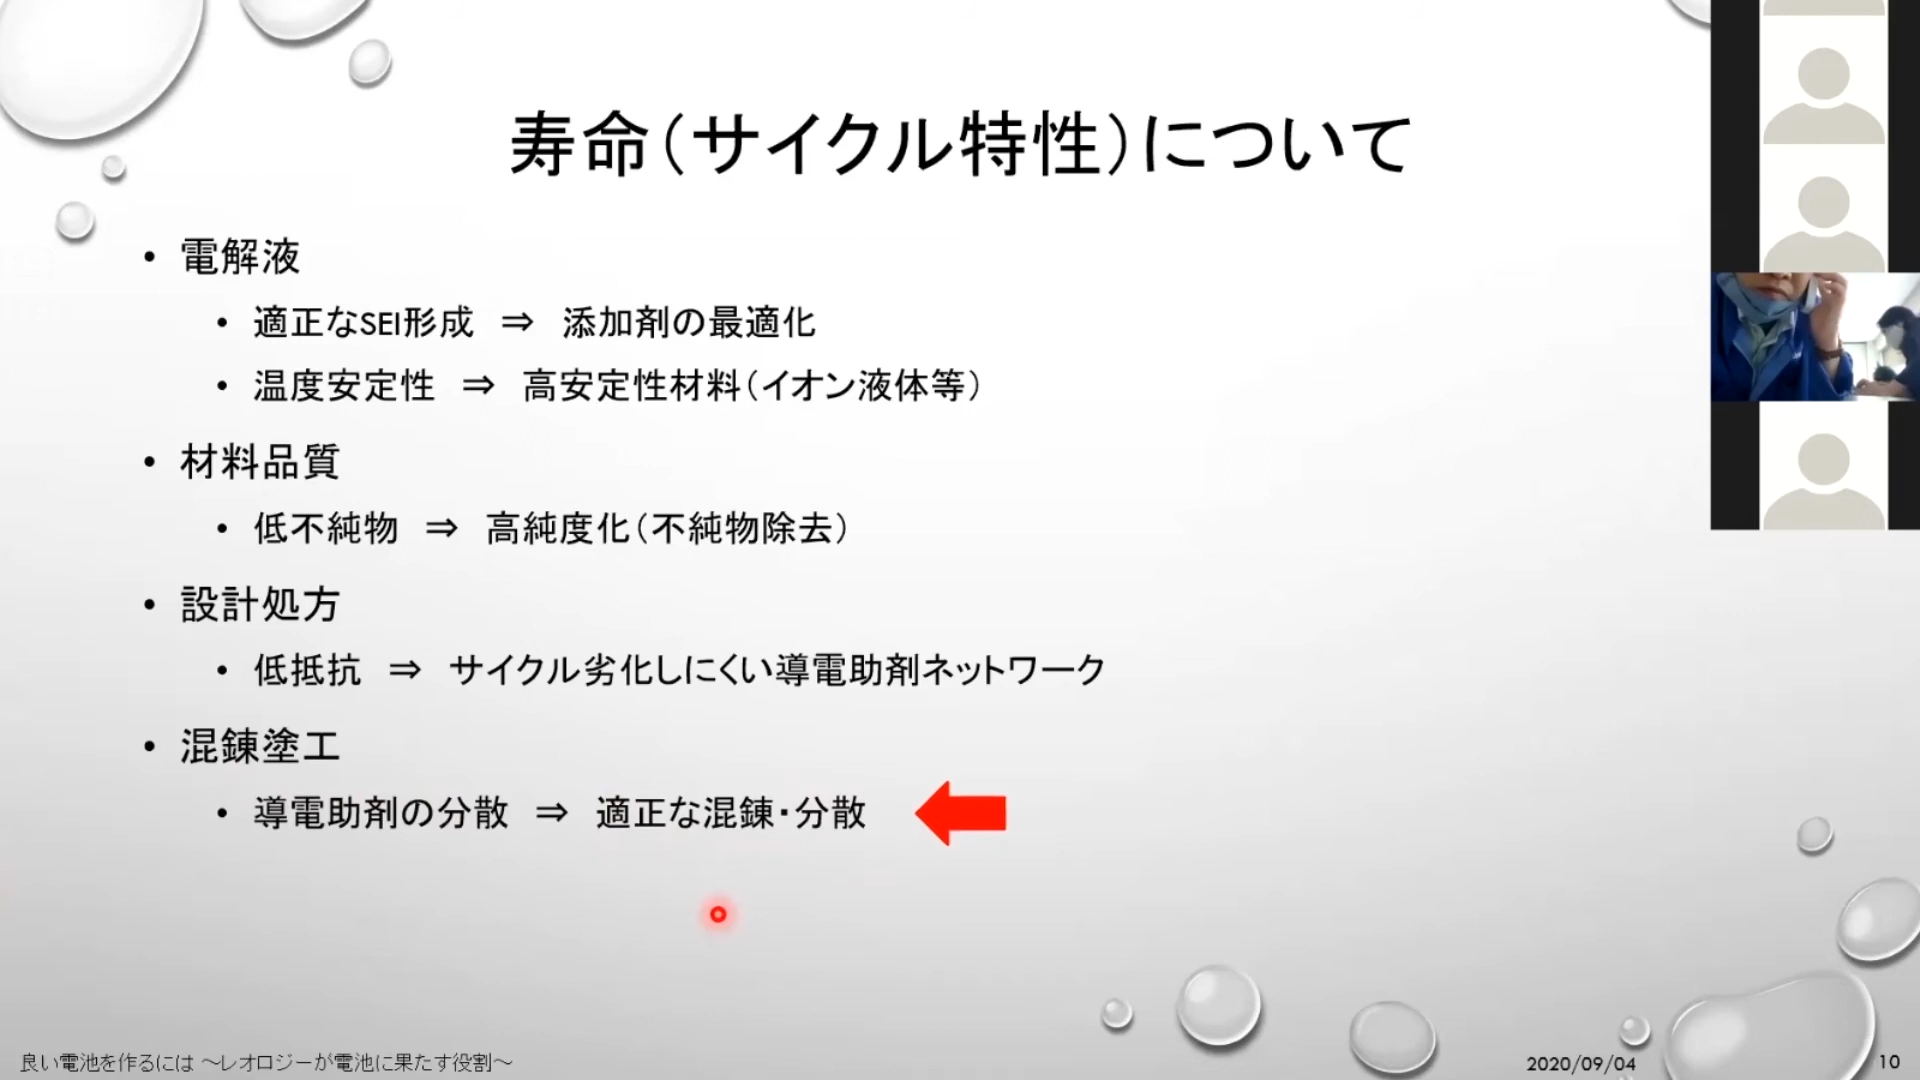 寿命（サイクル特性）について
• 電解液
• 適正なSEI形成 ⇒ 添加剤の最適化
• 温度安定性 ⇒ 高安定性材料（イオン液体等）
• 材料品質
• 低不純物 ⇒ 高純度化（不純物除去）
• 設計処方
• 低抵抗 ⇒ サイクル劣化しにくい導電助剤ネットワーク
• 混錬塗工
• 導電助剤の分散 ⇒ 適正な混錬・分散
良い電池を作るには ～レオロジーが電池に果たす役割～
2020/09/04
10